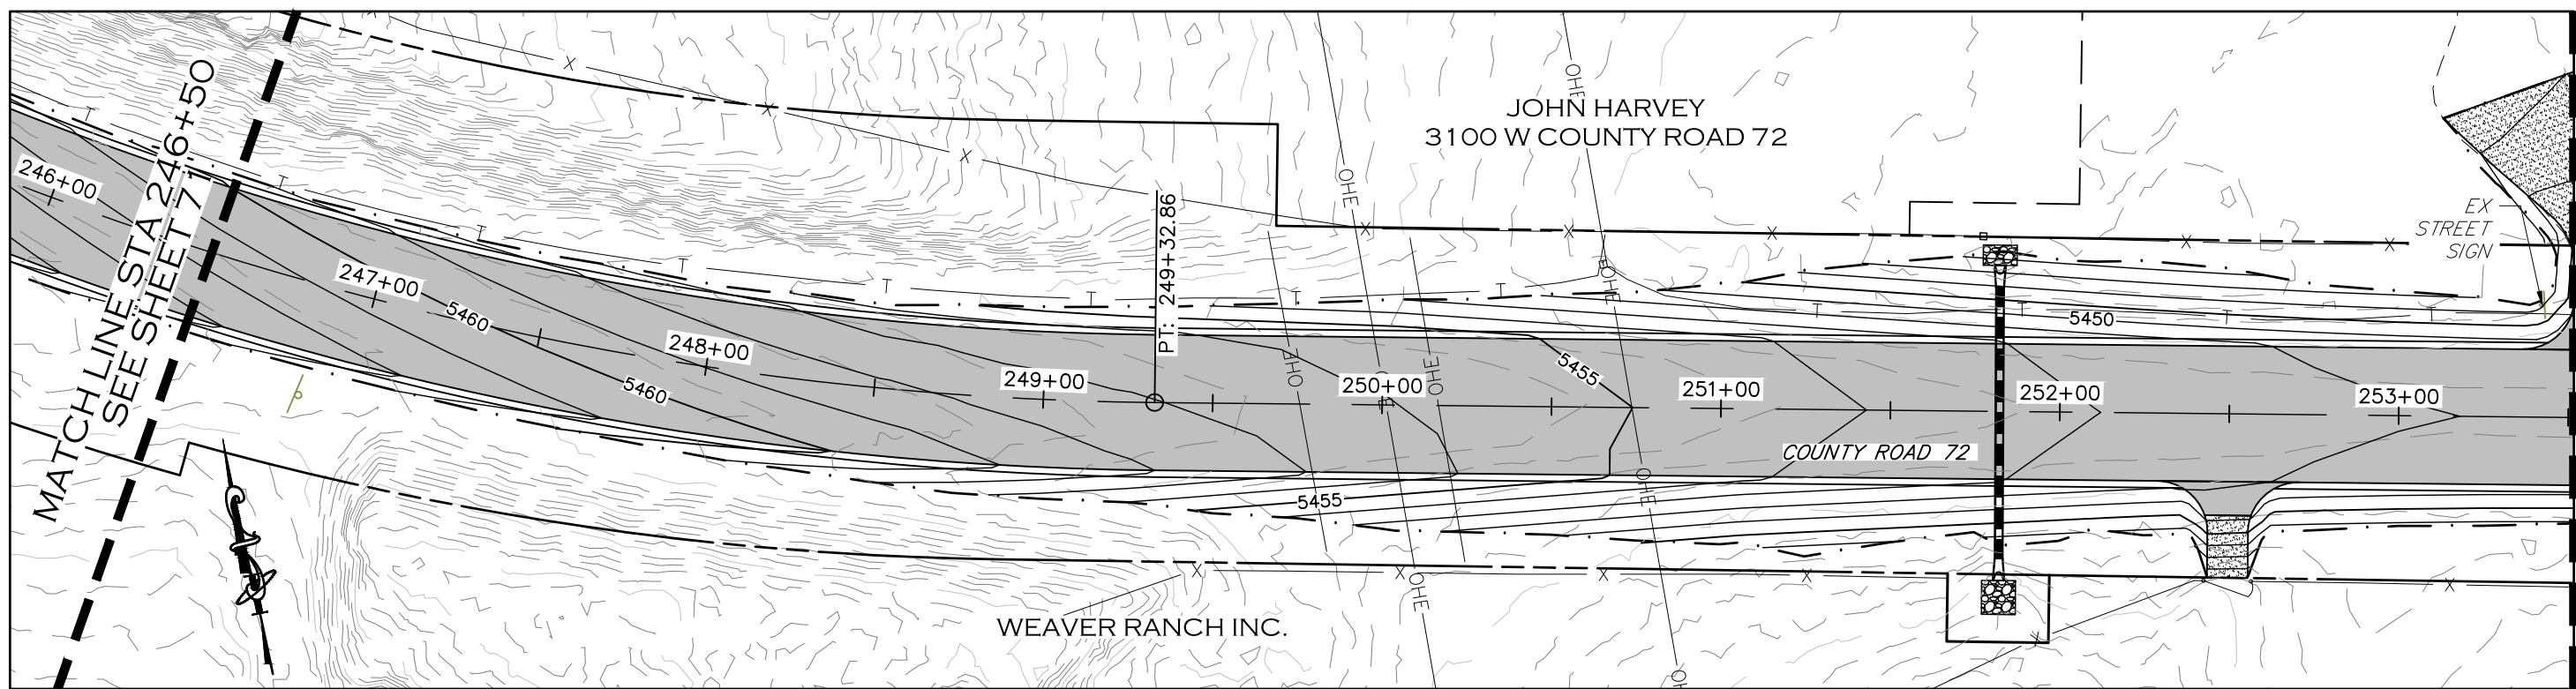 MATCH LINE STA 246+50
SEE SHEET 7
JOHN HARVEY
3100 W COUNTY ROAD 72
EX
STREET
SIGN
246+00
247+00
248+00
249+00
250+00
251+00
252+00
253+00
PT: 249+32.86
5460
5460
5455
5455
5450
COUNTY ROAD 72
WEAVER RANCH INC.
OHE
OHE
OHE
OHE
OHE
OHE
OHE
T
T
T
T
T
T
T
T
T
T
T
T
X
X
X
X
X
X
X
X
X
X
X
X
X
X